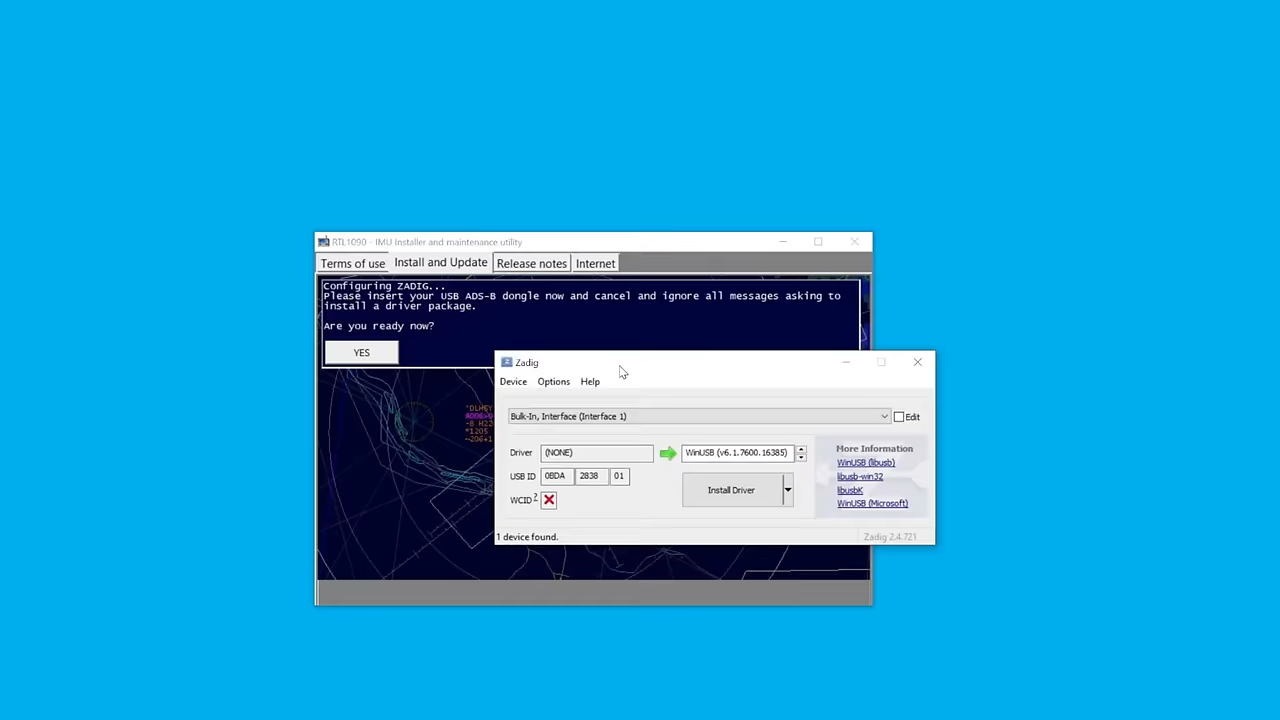 RTL1090 - IMU Installer and maintenance utility
Terms of use
Install and Update
Release notes
Internet
Configuring ZADIG...
Please insert your USB ADS-B dongle now and cancel and ignore all messages asking to
install a driver package.
Are you ready now?
YES
Zadig
Device Options Help
Bulk-In, Interface (Interface 1)
Edit
Driver (NONE) WinUSB (v6.1.7600.16385)
USB ID 0BDA 2838 01
WCID ?
Install Driver
More Information
WinUSB (libusb)
libusb-win32
libusbK
WinUSB (Microsoft)
1 device found.
Zadig 2.4.721